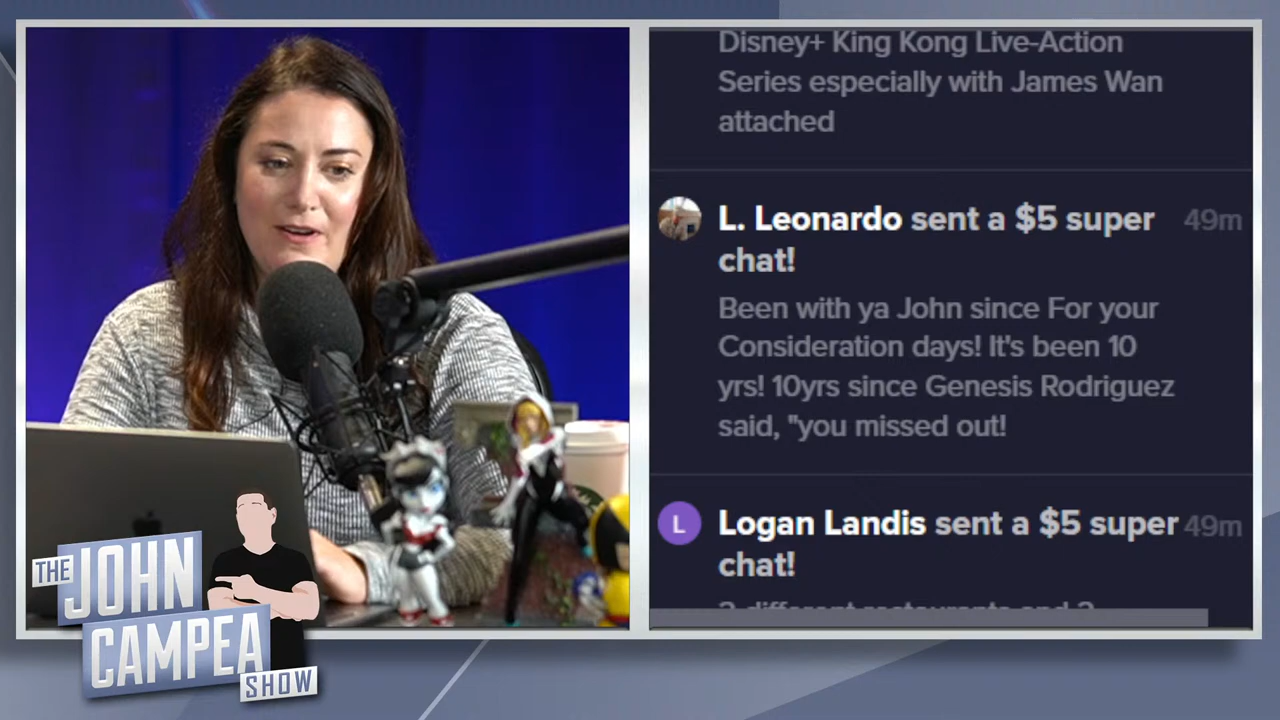 Disney+ King Kong Live-Action
Series especially with James Wan
attached
L. Leonardo sent a $5 super
chat!
49m
Been with ya John since For your
Consideration days! It's been 10
yrs! 10yrs since Genesis Rodriguez
said, "you missed out!
L
Logan Landis sent a $5 super
chat!
49m
THE
JOHN
CAMPEA
SHOW